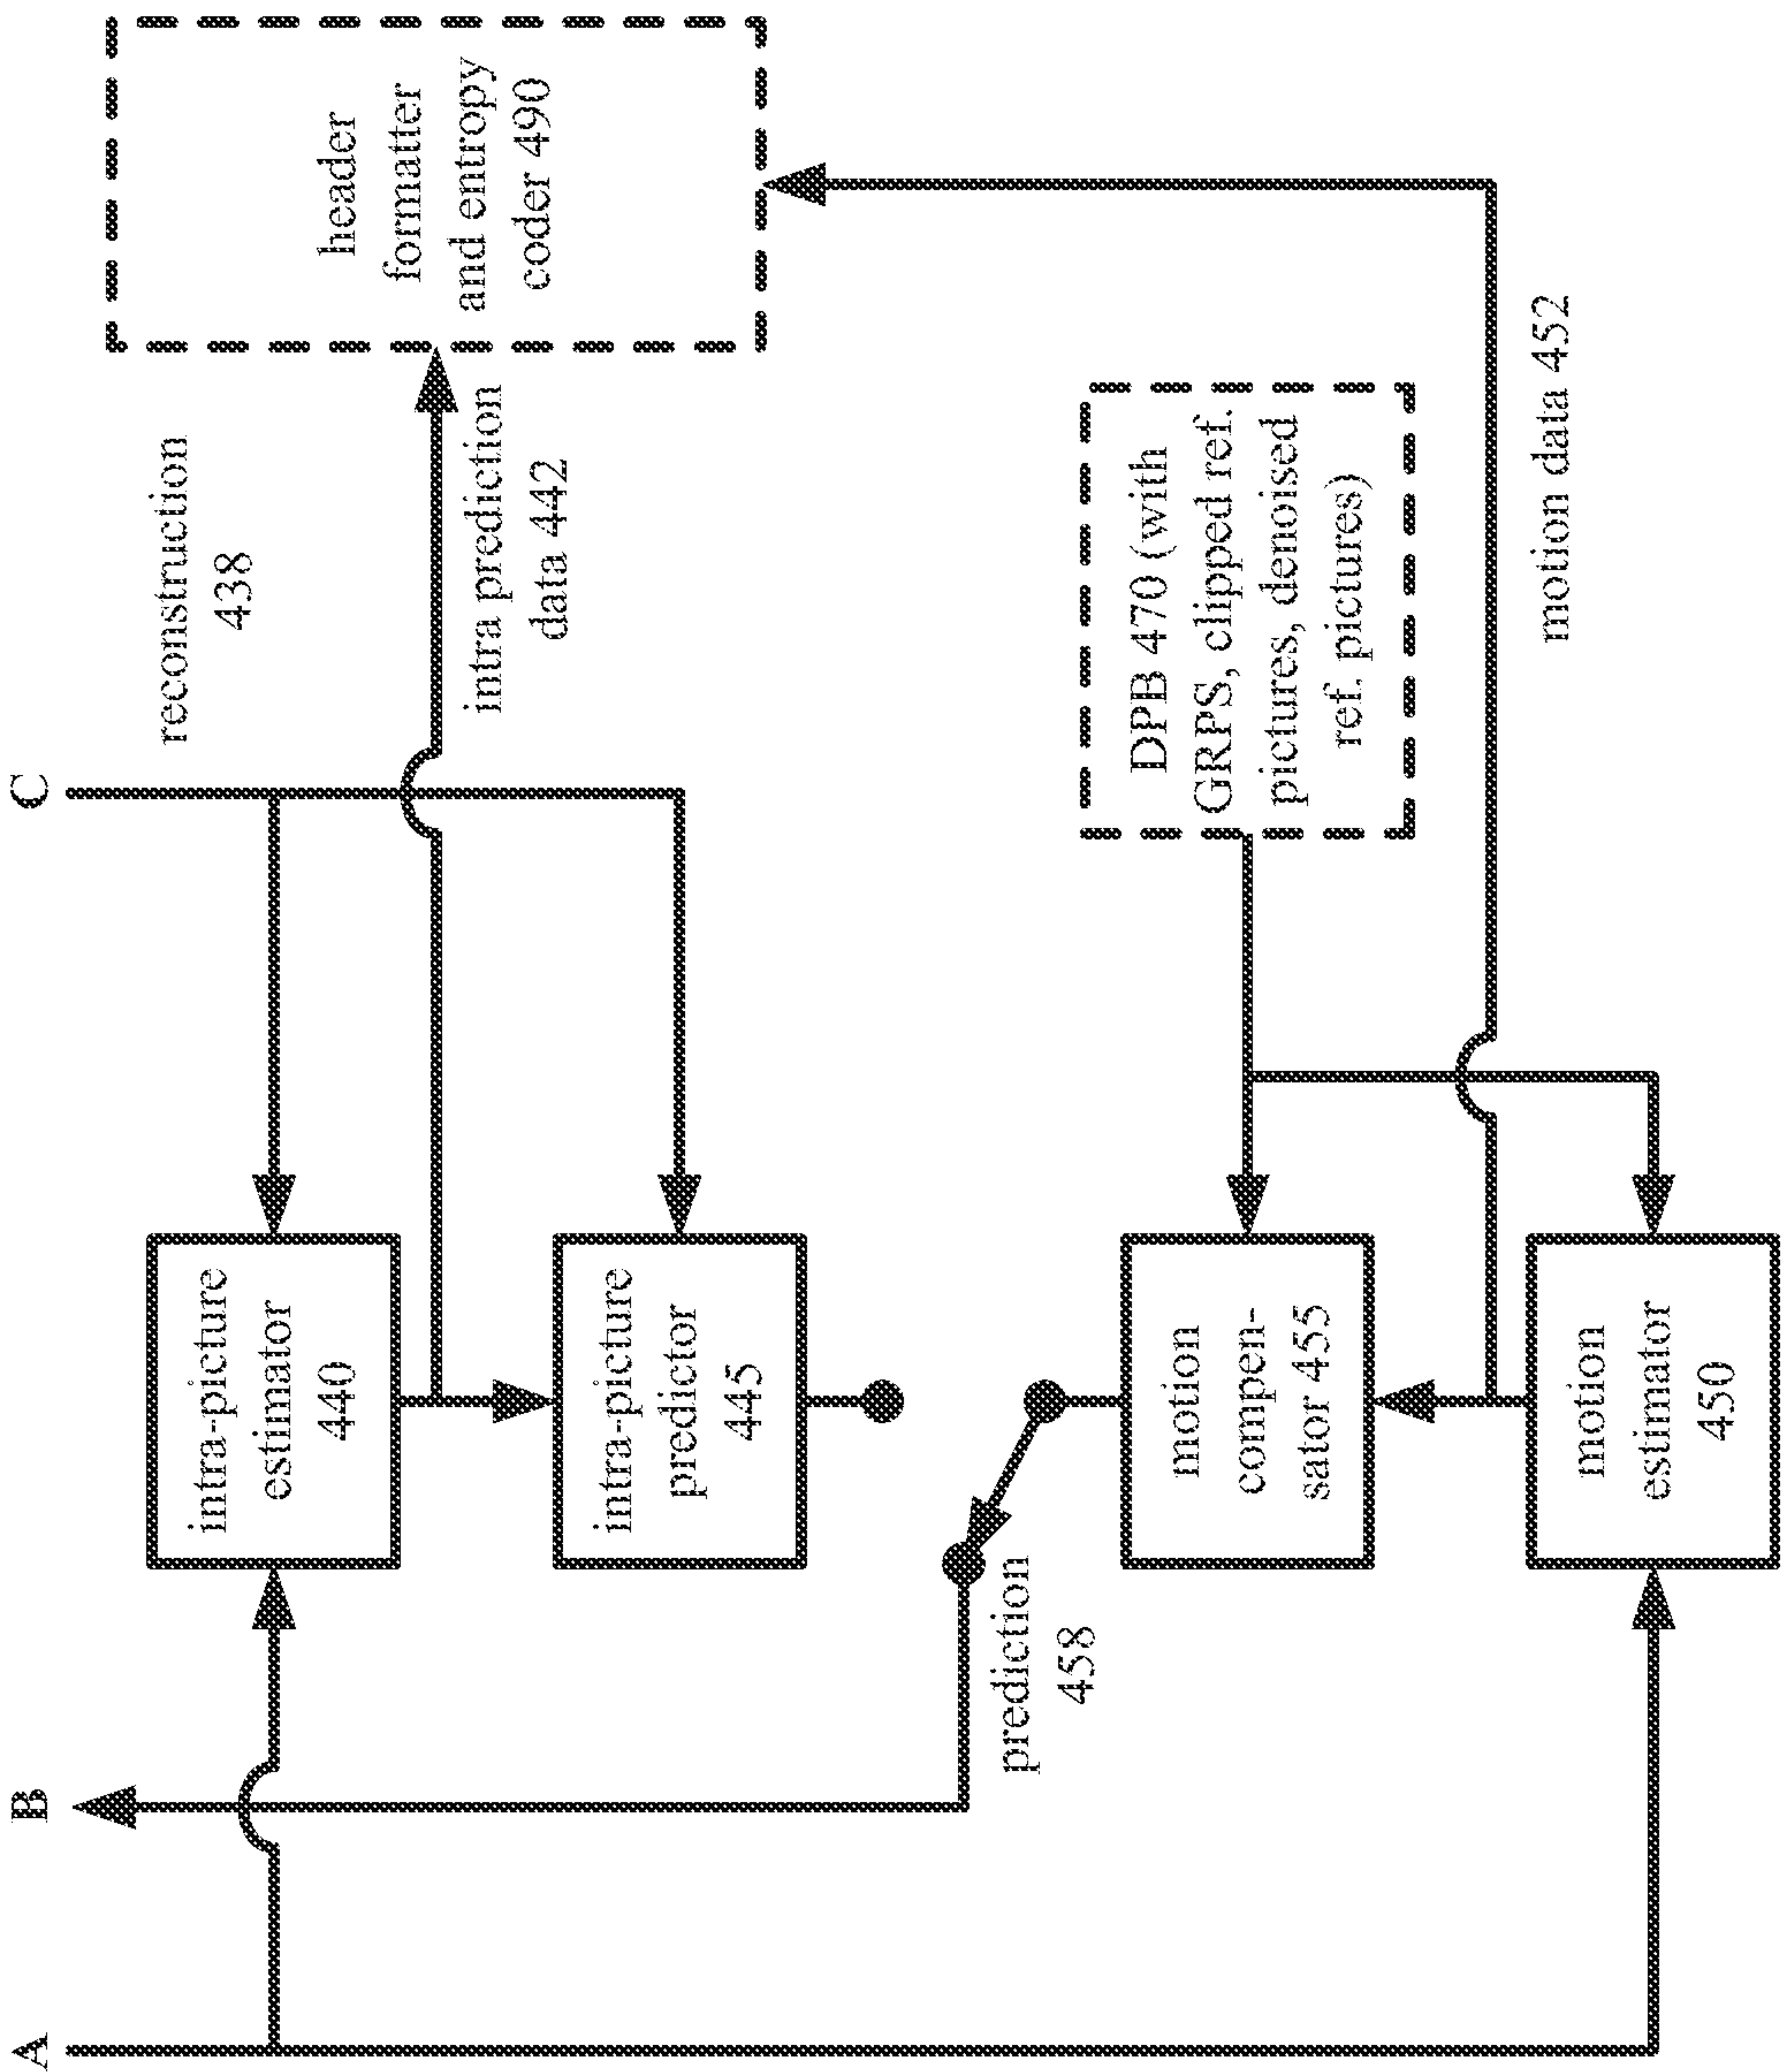 A
B
C
intra-picture
estimator
440
intra-picture
predictor
445
reconstruction
438
intra prediction
data 442
header
formatter
and entropy
coder 490
prediction
458
motion
compen-
sator 455
motion
estimator
450
DPB 470 (with
GRPS, clipped ref.
pictures, denoised
ref. pictures)
motion data 452